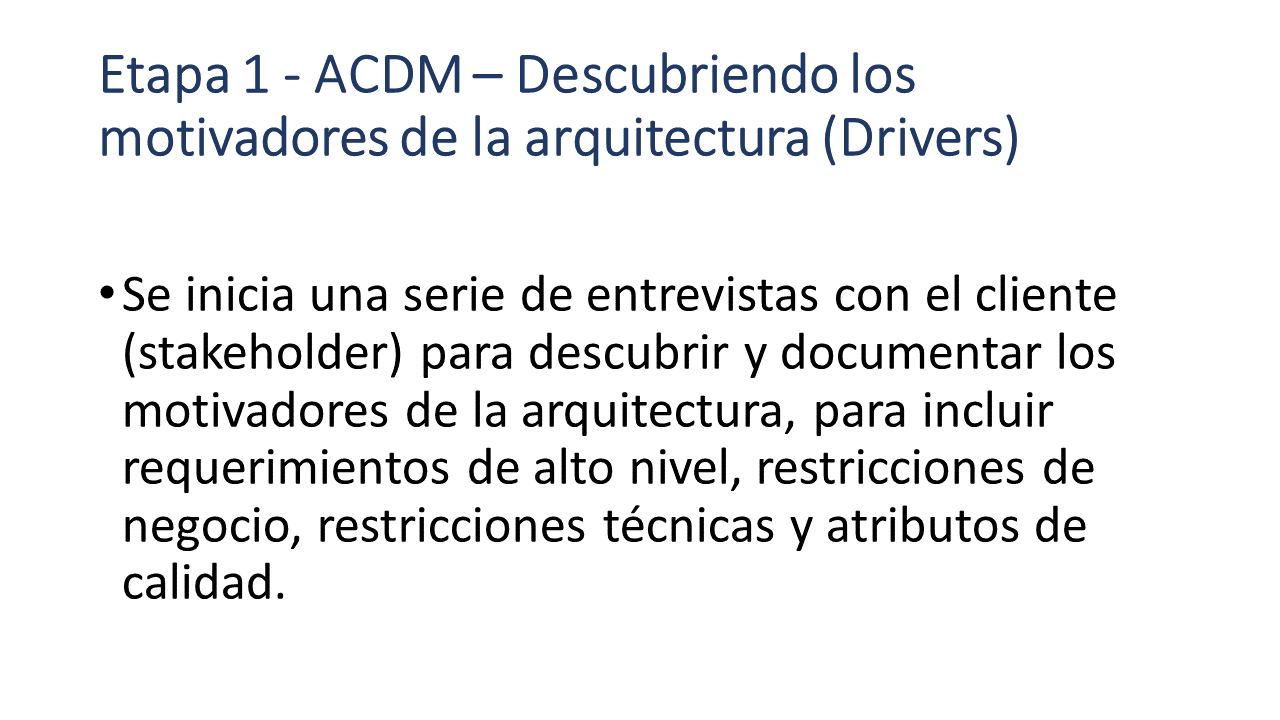 Etapa 1 - ACDM – Descubriendo los
motivadores de la arquitectura (Drivers)
•Se inicia una serie de entrevistas con el cliente
(stakeholder) para descubrir y documentar los
motivadores de la arquitectura, para incluir
requerimientos de alto nivel, restricciones de
negocio, restricciones técnicas y atributos de
calidad.